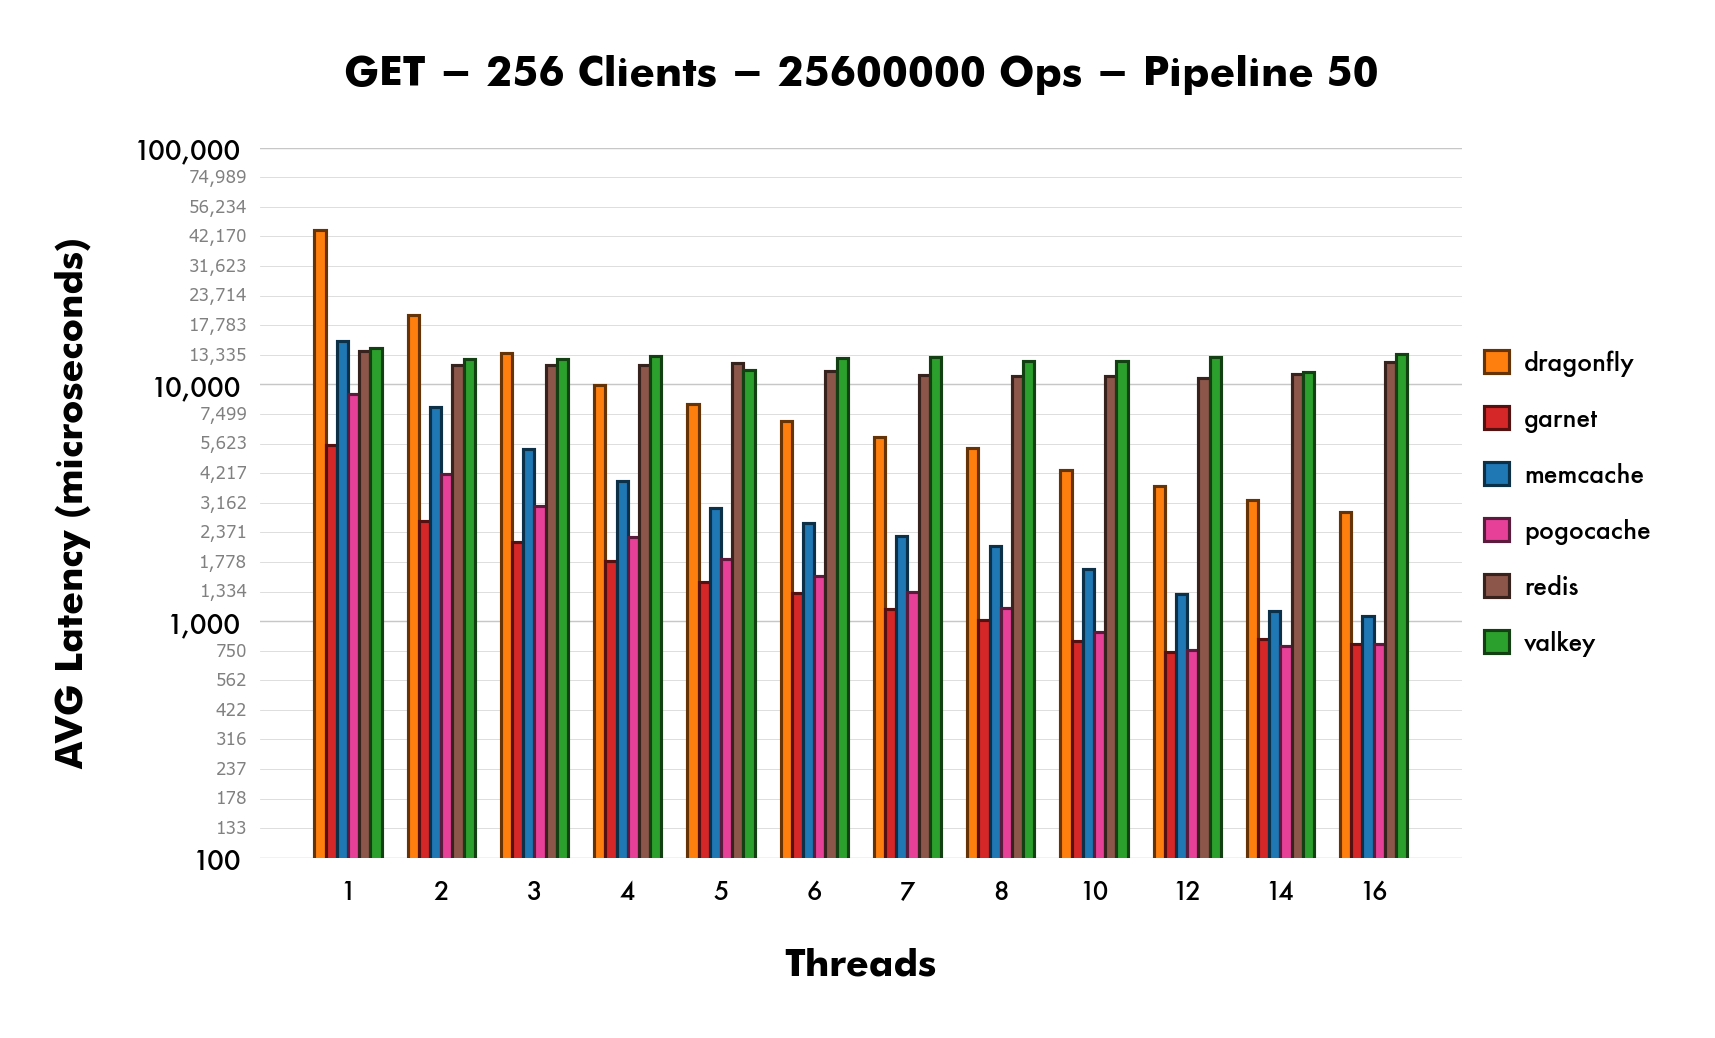 GET – 256 Clients – 25600000 Ops – Pipeline 50
AVG Latency (microseconds)
100,000
74,989
56,234
42,170
31,623
23,714
17,783
13,335
10,000
7,499
5,623
4,217
3,162
2,371
1,778
1,334
1,000
750
562
422
316
237
178
133
100
1 2 3 4 5 6 7 8 10 12 14 16
Threads
dragonfly
garnet
memcache
pogocache
redis
valkey